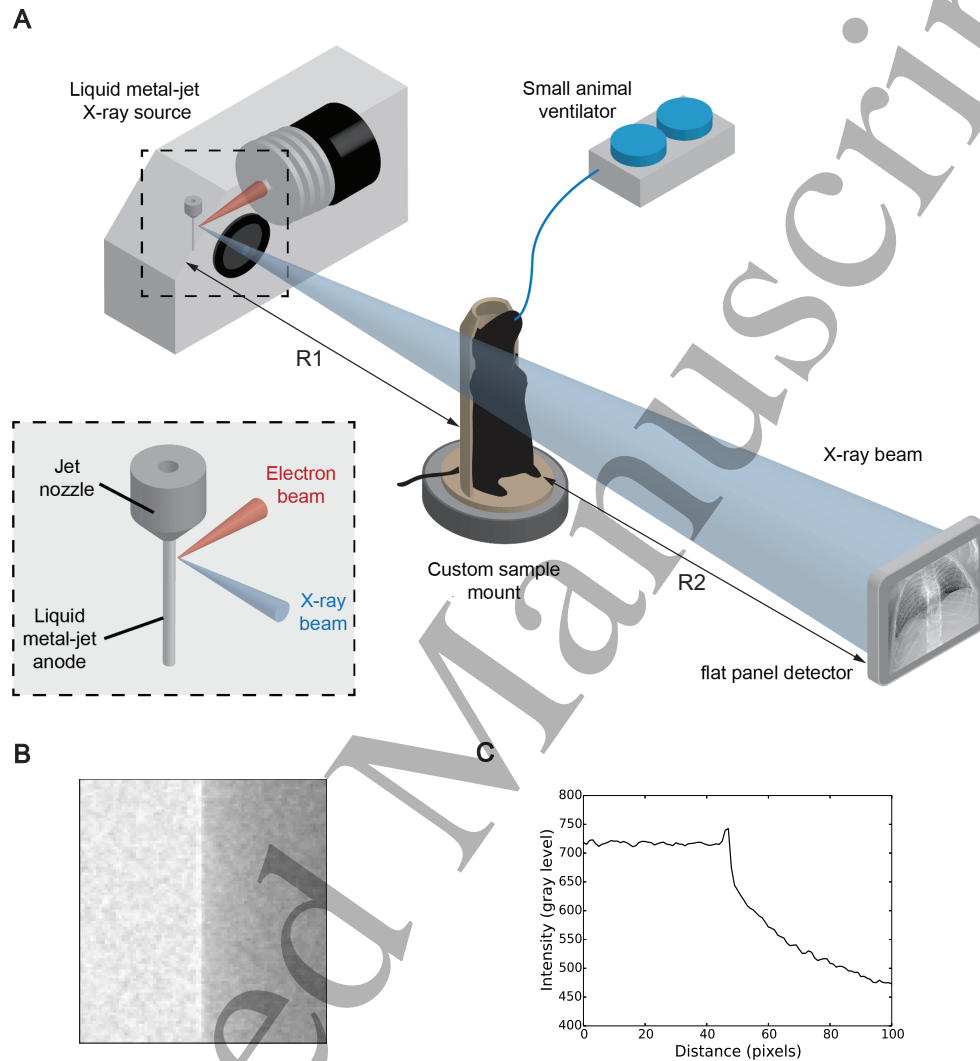 A
Liquid metal-jet
X-ray source
Small animal
ventilator
R1
X-ray beam
Jet
nozzle
Electron
beam
X-ray
beam
Liquid
metal-jet
anode
Custom sample
mount
R2
flat panel detector
B
C
800
750
700
650
600
550
500
450
400
0
20
40
60
80
100
Intensity (gray level)
Distance (pixels)
ed Manuscrip